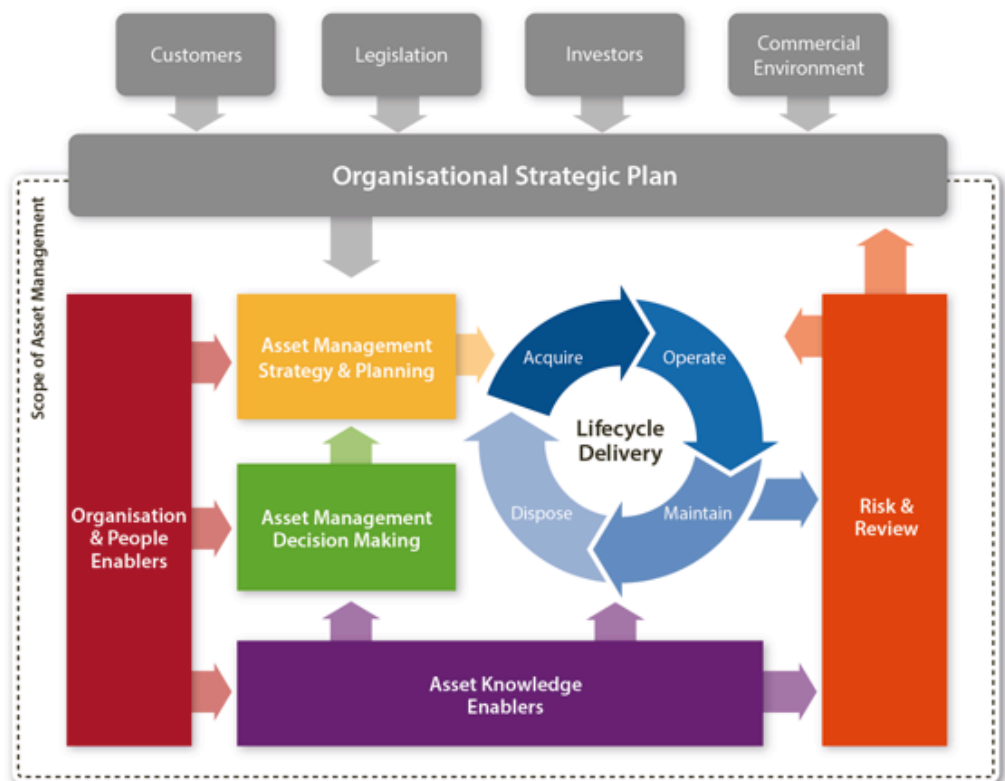 Customers
Legislation
Investors
Commercial
Environment
Organisational Strategic Plan
Scope of Asset Management
Organisation
& People
Enablers
Asset Management
Strategy & Planning
Asset Management
Decision Making
Acquire
Operate
Lifecycle
Delivery
Dispose
Maintain
Risk &
Review
Asset Knowledge
Enablers